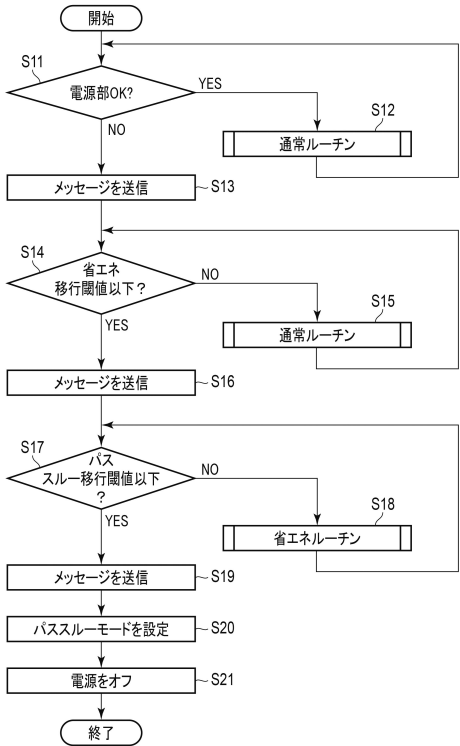 開始
S11
電源部OK?
YES
NO
S12
通常ルーチン
メッセージを送信
S13
S14
省エネ
移行閾値以下？
NO
YES
S15
通常ルーチン
メッセージを送信
S16
S17
パス
スルー移行閾値以下
？
NO
YES
S18
省エネルーチン
メッセージを送信
S19
パススルーモードを設定
S20
電源をオフ
S21
終了